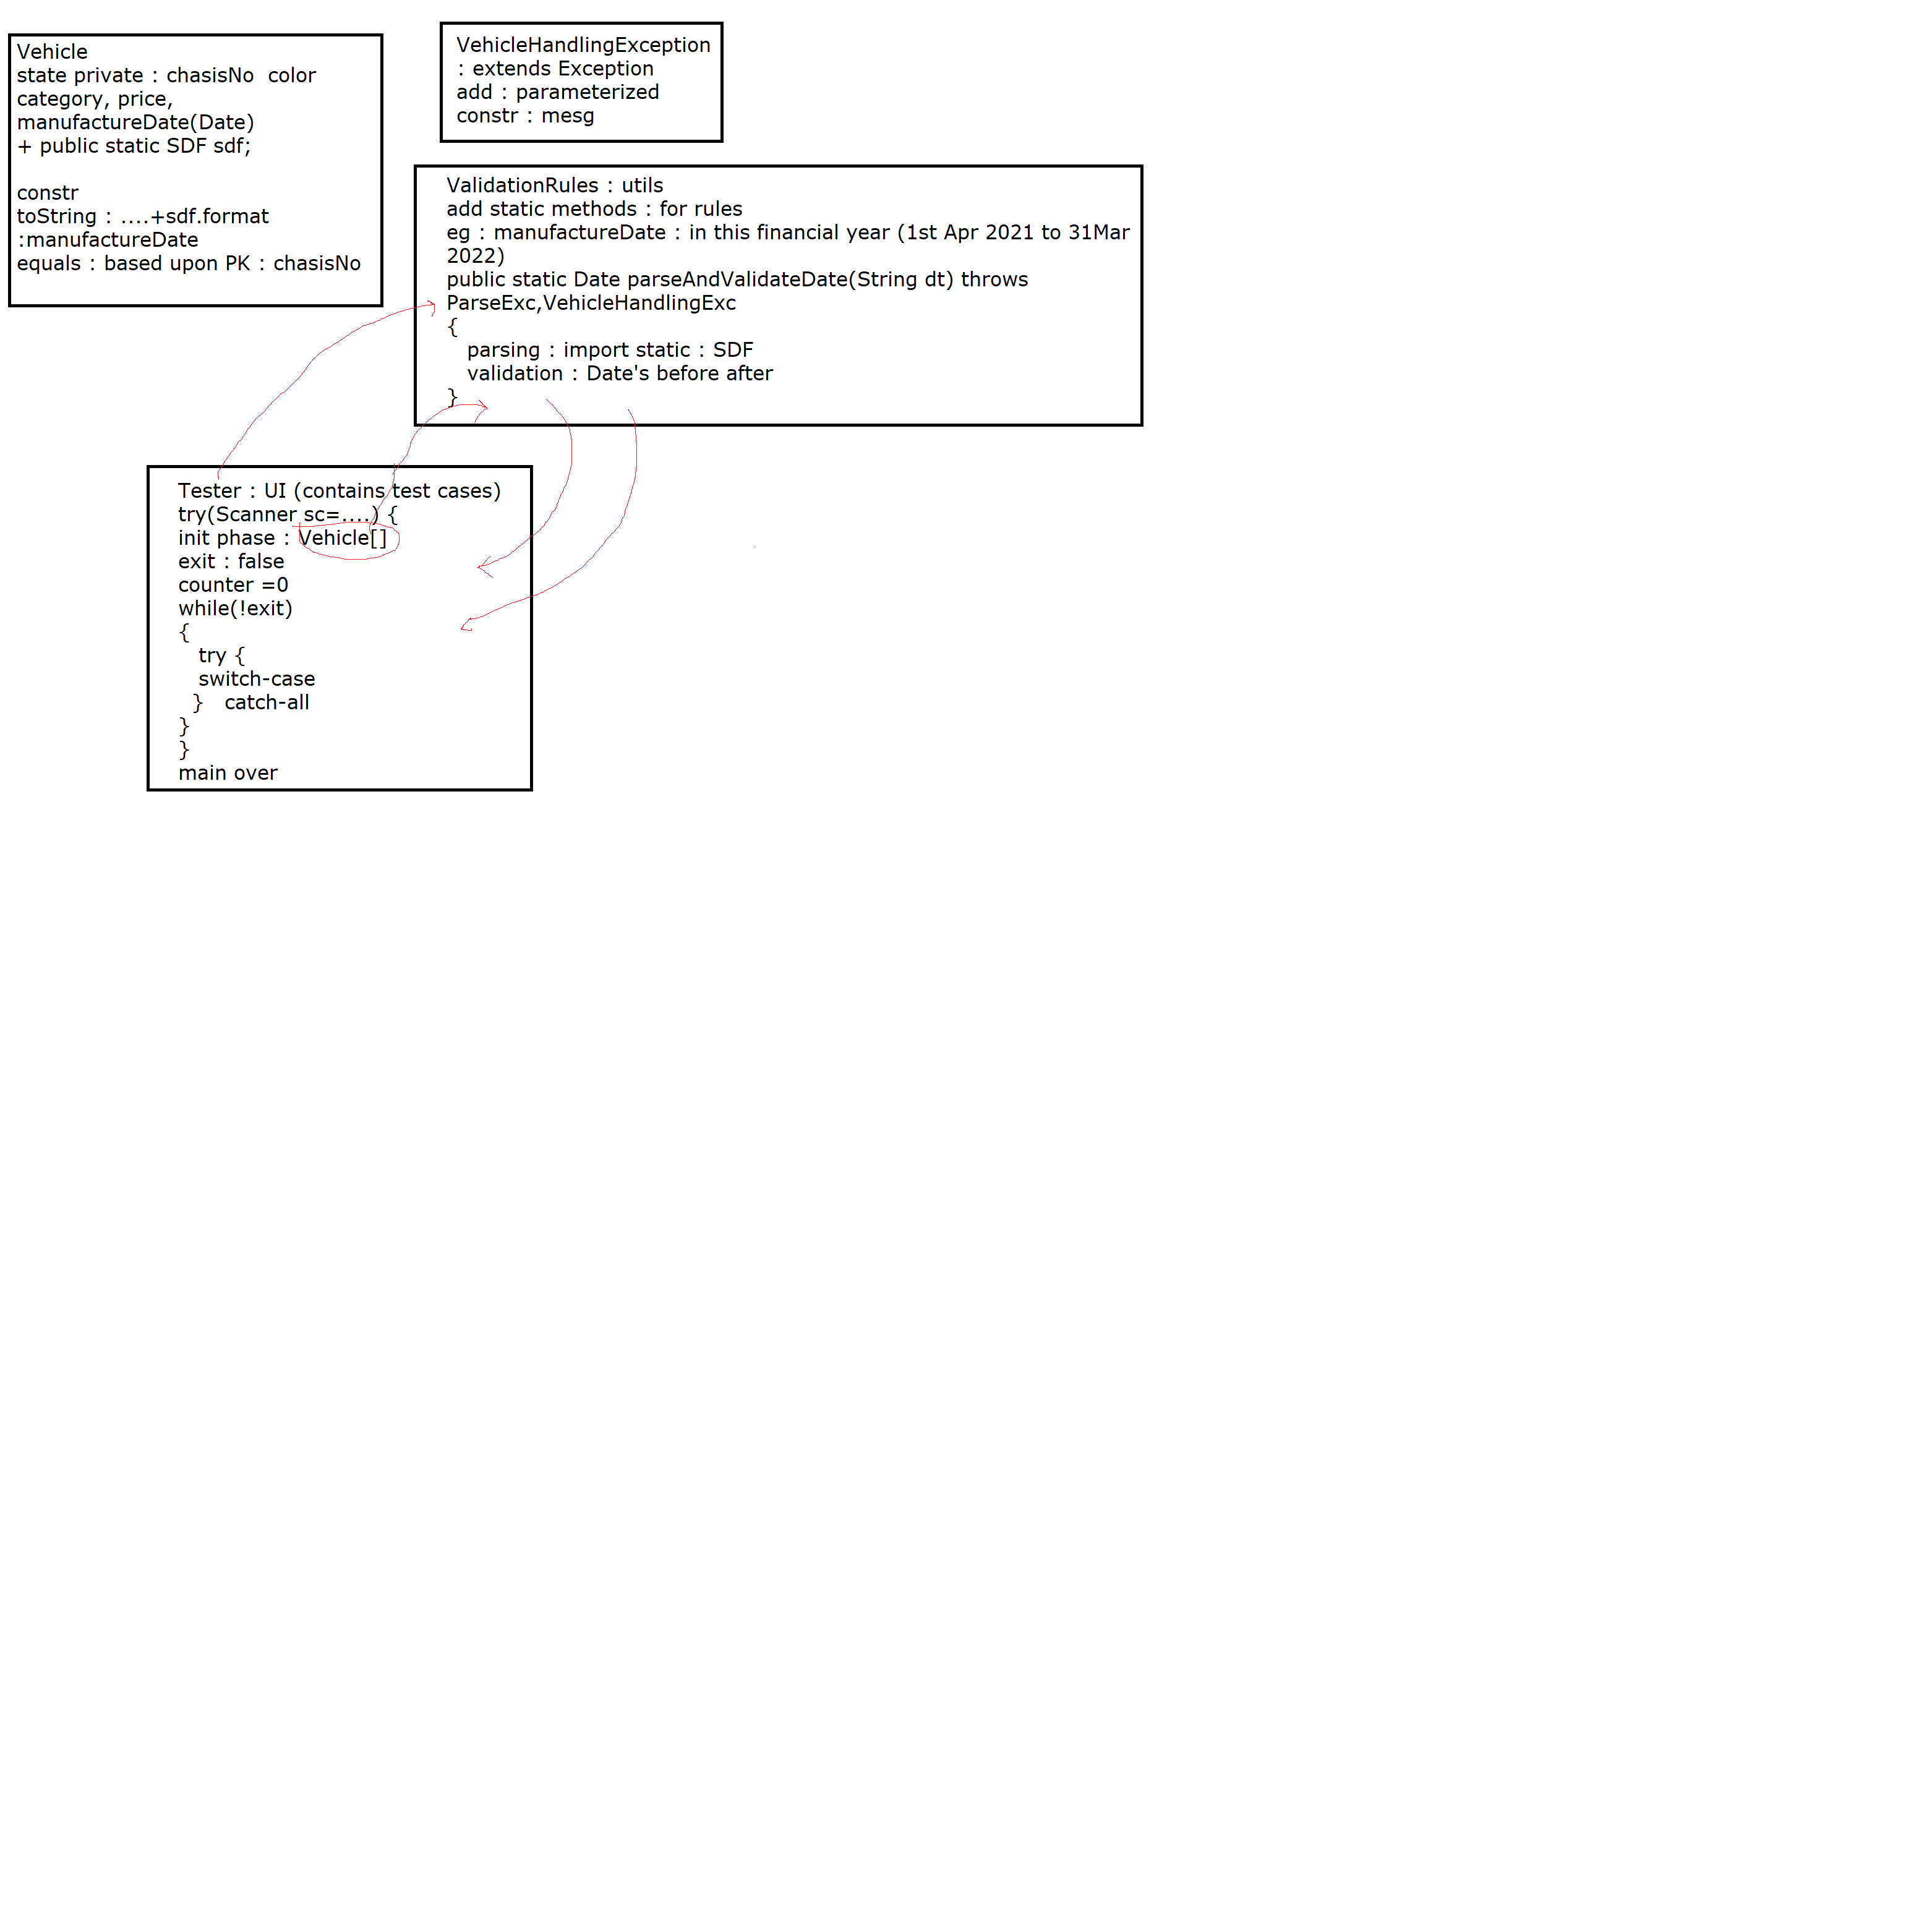 Vehicle
state private : chasisNo  color
category, price,
manufactureDate(Date)
+ public static SDF sdf;
constr
toString : ....+sdf.format
:manufactureDate
equals : based upon PK : chasisNo
VehicleHandlingException
: extends Exception
add : parameterized
constr : mesg
ValidationRules : utils
add static methods : for rules
eg : manufactureDate : in this financial year (1st Apr 2021 to 31Mar
2022)
public static Date parseAndValidateDate(String dt) throws
ParseExc,VehicleHandlingExc
{
parsing : import static : SDF
validation : Date's before after
}
Tester : UI (contains test cases)
try(Scanner sc=....) {
init phase : Vehicle[]
exit : false
counter =0
while(!exit)
{
try {
switch-case
}   catch-all
}
}
main over